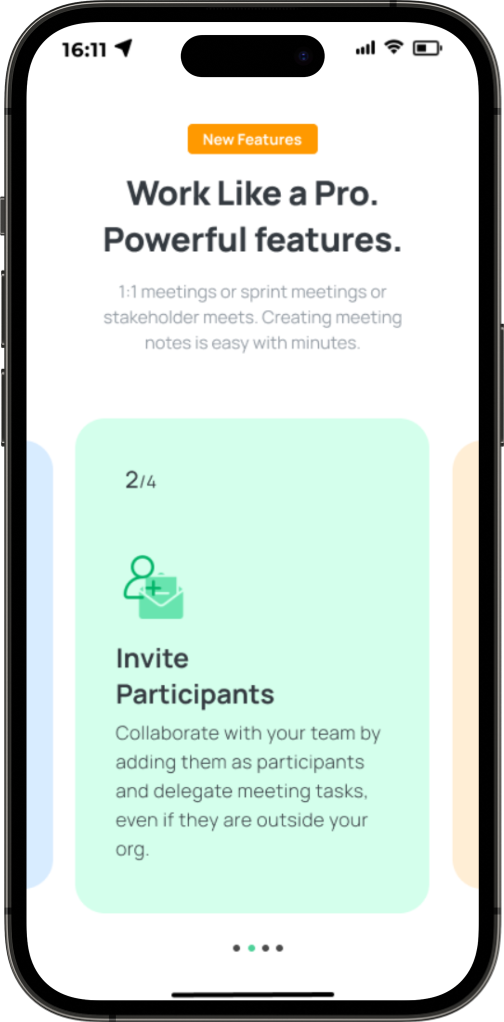 16:11
New Features
Work Like a Pro.
Powerful features.
1:1 meetings or sprint meetings or
stakeholder meets. Creating meeting
notes is easy with minutes.
2/4
Invite
Participants
Collaborate with your team by
adding them as participants
and delegate meeting tasks,
even if they are outside your
org.